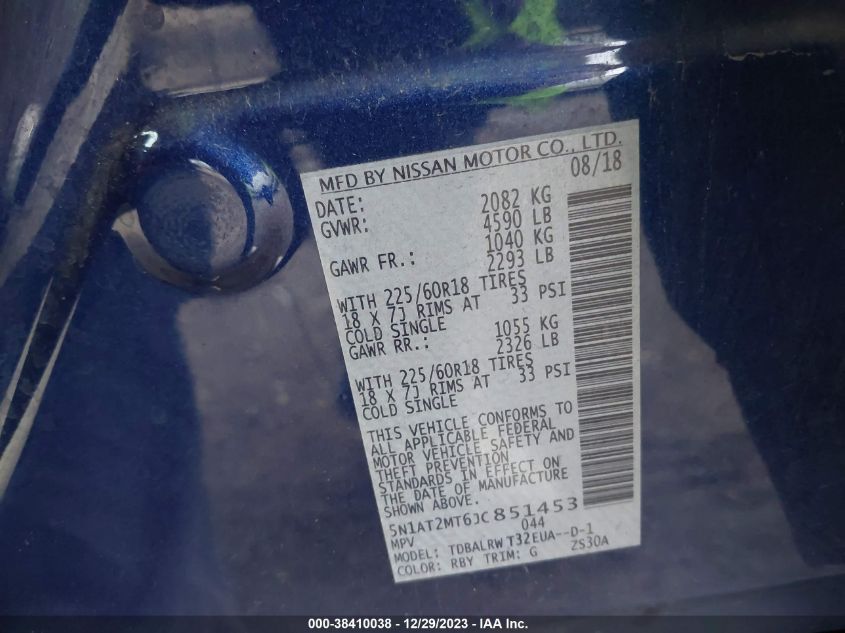 MFD BY NISSAN MOTOR CO., LTD.
DATE: 08/18
GVWR: 2082 KG
4590 LB
GAWR FR.: 1040 KG
2293 LB
WITH 225/60R18 TIRES
18 X 7J RIMS AT 33 PSI
COLD SINGLE
GAWR RR.: 1055 KG
2326 LB
WITH 225/60R18 TIRES
18 X 7J RIMS AT 33 PSI
COLD SINGLE
THIS VEHICLE CONFORMS TO
ALL APPLICABLE FEDERAL
MOTOR VEHICLE SAFETY AND
THEFT PREVENTION
STANDARDS IN EFFECT ON
THE DATE OF MANUFACTURE
SHOWN ABOVE.
5N1AT2MT6JC851453
MPV 044
MODEL: TDBALRW T32EUA--D-1
COLOR: RBY TRIM: G ZS30A
000-38410038 - 12/29/2023 - IAA Inc.